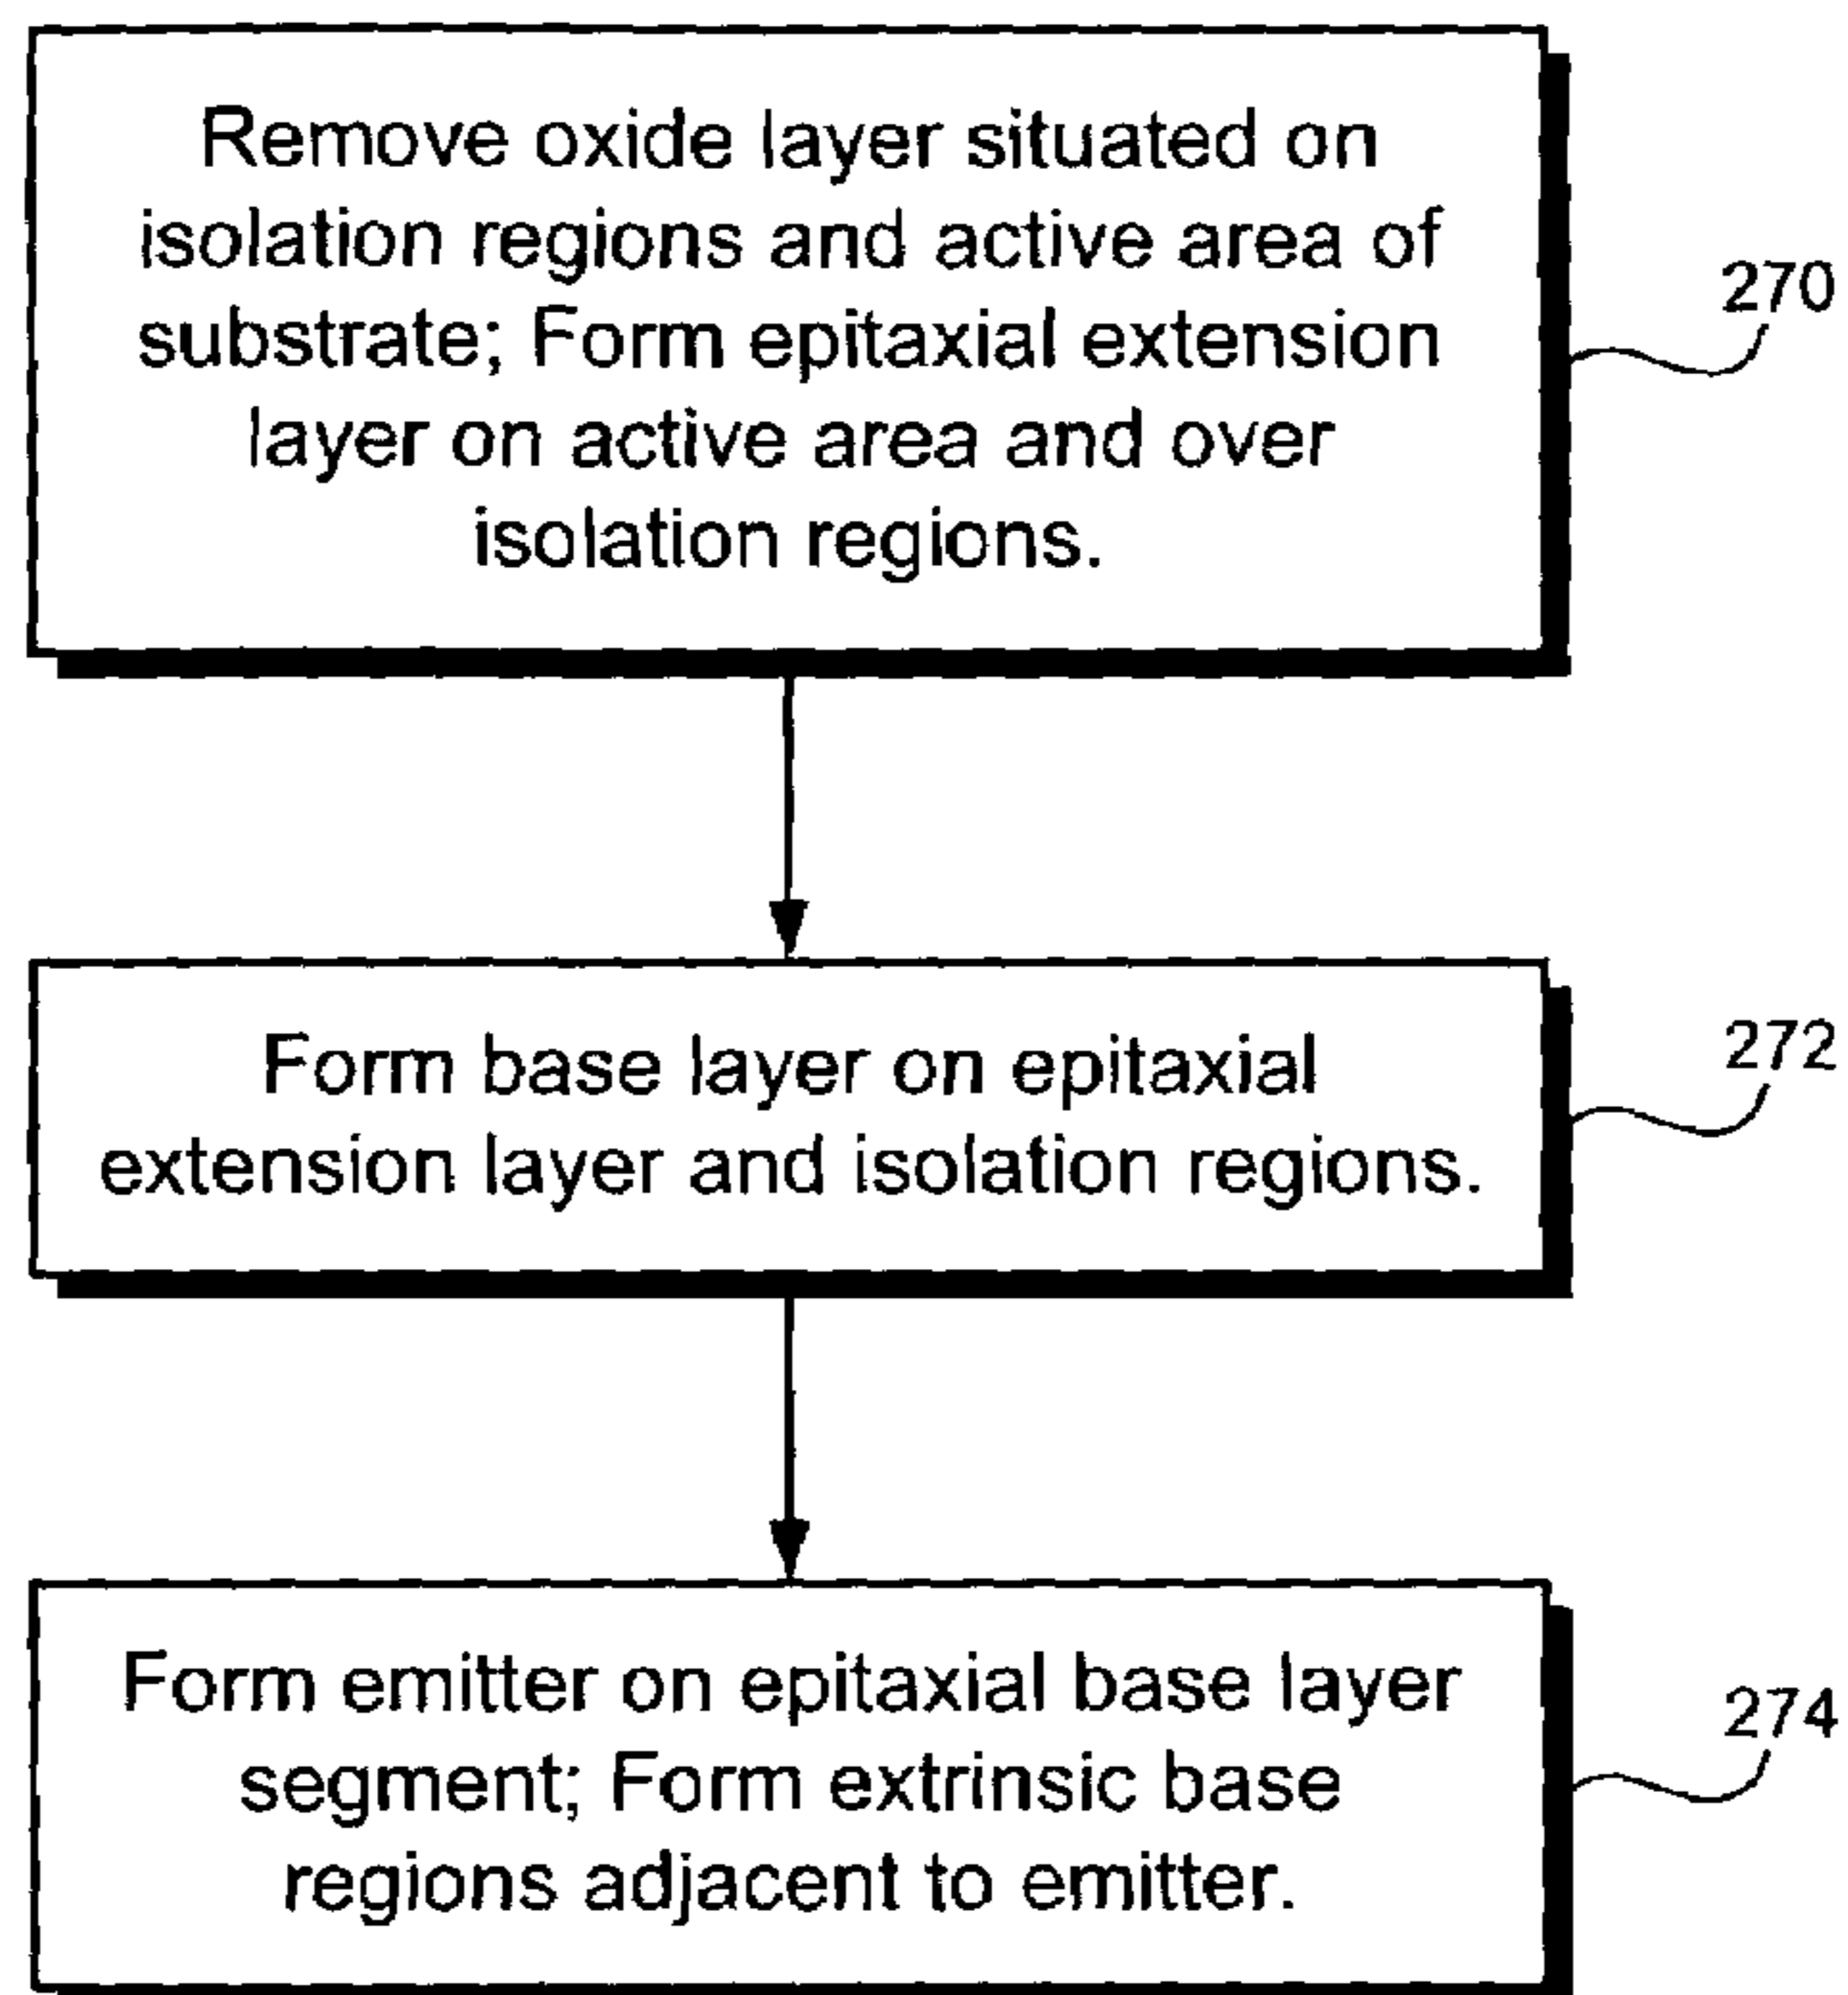 Remove oxide layer situated on
isolation regions and active area of
substrate; Form epitaxial extension
layer on active area and over
isolation regions.
270
Form base layer on epitaxial
extension layer and isolation regions.
272
Form emitter on epitaxial base layer
segment; Form extrinsic base
regions adjacent to emitter.
274